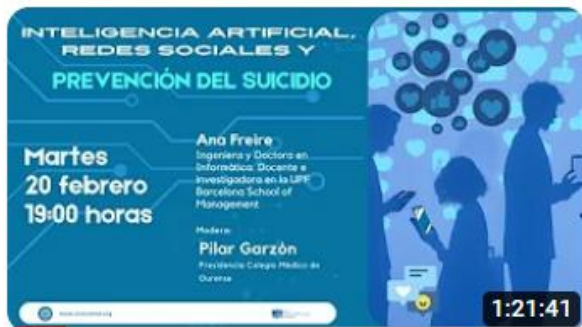 INTELIGENCIA ARTIFICIAL,
REDES SOCIALES Y
PREVENCIÓN DEL SUICIDIO
Martes
20 febrero
19:00 horas
Ana Freire
Ingeniera y Doctora en
Informática. Docente e
investigadora en la UPF
Barcelona School of
Management
Modera:
Pilar Garzón
Presidencia Colegio Médico de
Ourense
1:21:41